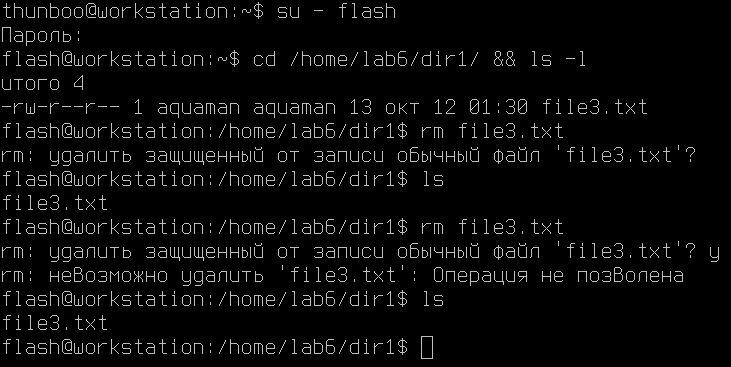 thunboo@workstation:~$ su - flash
Пароль:
flash@workstation:~$ cd /home/lab6/dir1/ && ls -l
итого 4
-rw-r--r-- 1 aquaman aquaman 13 окт 12 01:30 file3.txt
flash@workstation:/home/lab6/dir1$ rm file3.txt
rm: удалить защищенный от записи обычный файл 'file3.txt'?
flash@workstation:/home/lab6/dir1$ ls
file3.txt
flash@workstation:/home/lab6/dir1$ rm file3.txt
rm: удалить защищенный от записи обычный файл 'file3.txt'? y
rm: невозможно удалить 'file3.txt': Операция не позволена
flash@workstation:/home/lab6/dir1$ ls
file3.txt
flash@workstation:/home/lab6/dir1$